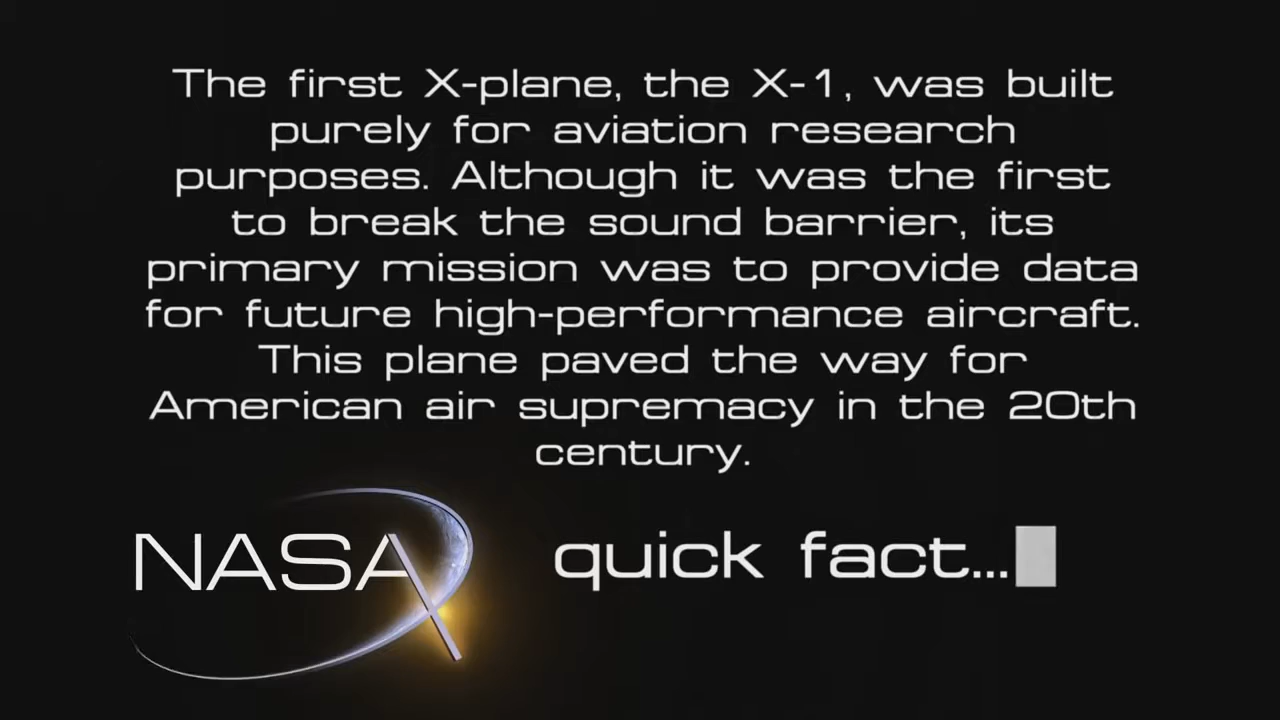 The first X-plane, the X-1, was built
purely for aviation research
purposes. Although it was the first
to break the sound barrier, its
primary mission was to provide data
for future high-performance aircraft.
This plane paved the way for
American air supremacy in the 20th
century.
NASA X
quick fact...